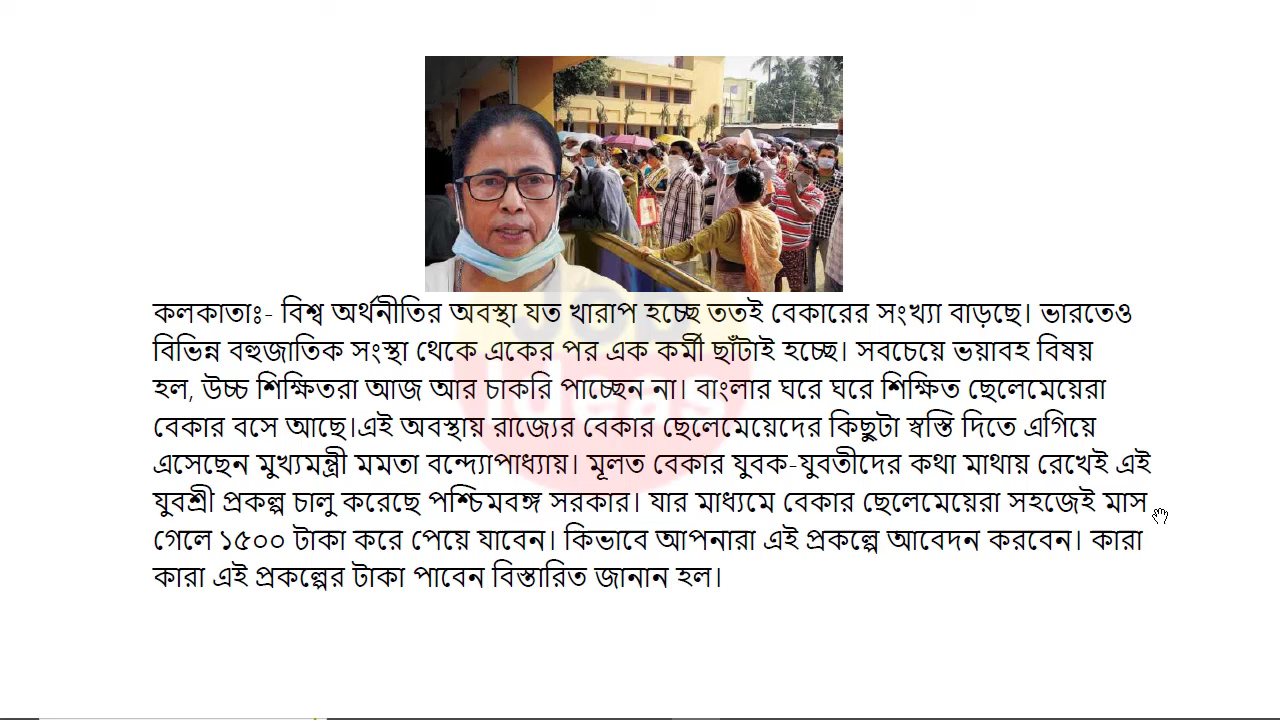 কলকাতাঃ- বিশ্ব অর্থনীতির অবস্থা যত খারাপ হচ্ছে ততই বেকারের সংখ্যা বাড়ছে। ভারতেও
বিভিন্ন বহুজাতিক সংস্থা থেকে একের পর এক কর্মী ছাঁটাই হচ্ছে। সবচেয়ে ভয়াবহ বিষয়
হল, উচ্চ শিক্ষিতরা আজ আর চাকরি পাচ্ছেন না। বাংলার ঘরে ঘরে শিক্ষিত ছেলেমেয়েরা
বেকার বসে আছে।এই অবস্থায় রাজ্যের বেকার ছেলেমেয়েদের কিছুটা স্বস্তি দিতে এগিয়ে
এসেছেন মুখ্যমন্ত্রী মমতা বন্দ্যোপাধ্যায়। মূলত বেকার যুবক-যুবতীদের কথা মাথায় রেখেই এই
যুবশ্রী প্রকল্প চালু করেছে পশ্চিমবঙ্গ সরকার। যার মাধ্যমে বেকার ছেলেমেয়েরা সহজেই মাস
গেলে ১৫০০ টাকা করে পেয়ে যাবেন। কিভাবে আপনারা এই প্রকল্পে আবেদন করবেন। কারা
কারা এই প্রকল্পের টাকা পাবেন বিস্তারিত জানান হল।
JOB
Ideas